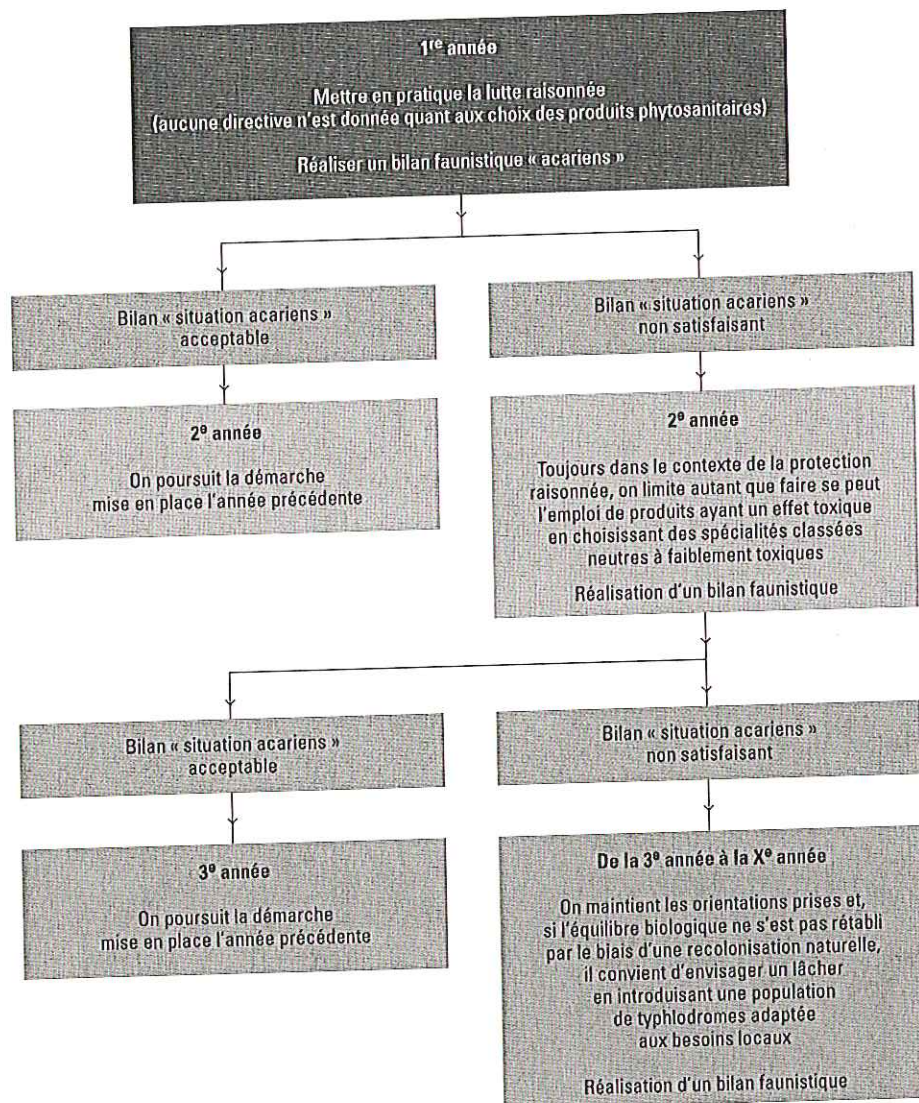 1re année
Mettre en pratique la lutte raisonnée
(aucune directive n'est donnée quant aux choix des produits phytosanitaires)
Réaliser un bilan faunistique « acariens »
Bilan « situation acariens »
acceptable
Bilan « situation acariens »
non satisfaisant
2e année
On poursuit la démarche
mise en place l'année précédente
2e année
Toujours dans le contexte de la protection
raisonnée, on limite autant que faire se peut
l'emploi de produits ayant un effet toxique
en choisissant des spécialités classées
neutres à faiblement toxiques
Réalisation d'un bilan faunistique
Bilan « situation acariens »
acceptable
Bilan « situation acariens »
non satisfaisant
3e année
On poursuit la démarche
mise en place l'année précédente
De la 3e année à la Xe année
On maintient les orientations prises et,
si l'équilibre biologique ne s'est pas rétabli
par le biais d'une recolonisation naturelle,
il convient d'envisager un lâcher
en introduisant une population
de typhlodromes adaptée
aux besoins locaux
Réalisation d'un bilan faunistique